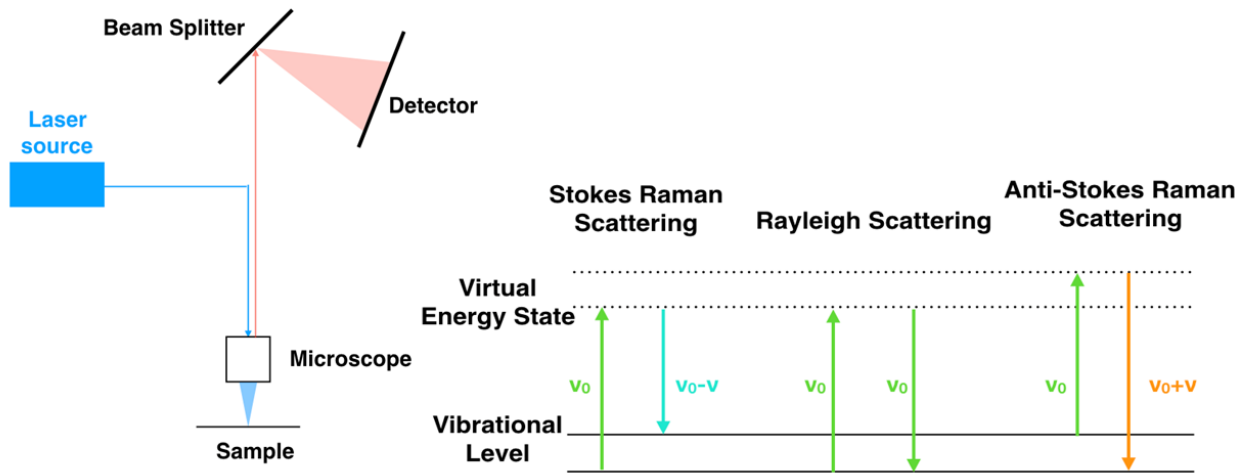 Beam Splitter
Detector
Laser
source
Microscope
Sample
Stokes Raman
Scattering
Rayleigh Scattering
Anti-Stokes Raman
Scattering
Virtual
Energy State
Vibrational
Level
ν₀
ν₀-ν
ν₀
ν₀
ν₀
ν₀+ν